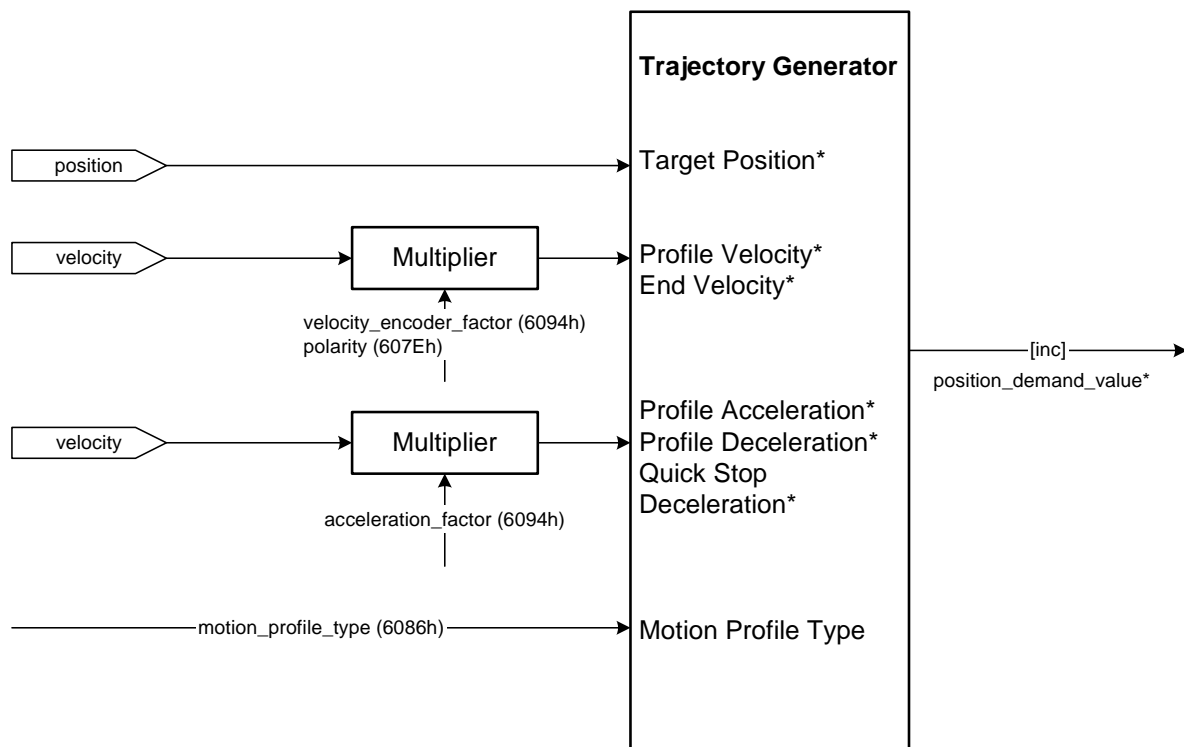 Trajectory Generator
position
Target Position*
velocity
Multiplier
Profile Velocity*
End Velocity*
velocity_encoder_factor (6094h)
polarity (607Eh)
[inc]
position_demand_value*
velocity
Multiplier
Profile Acceleration*
Profile Deceleration*
Quick Stop
Deceleration*
acceleration_factor (6094h)
motion_profile_type (6086h)
Motion Profile Type